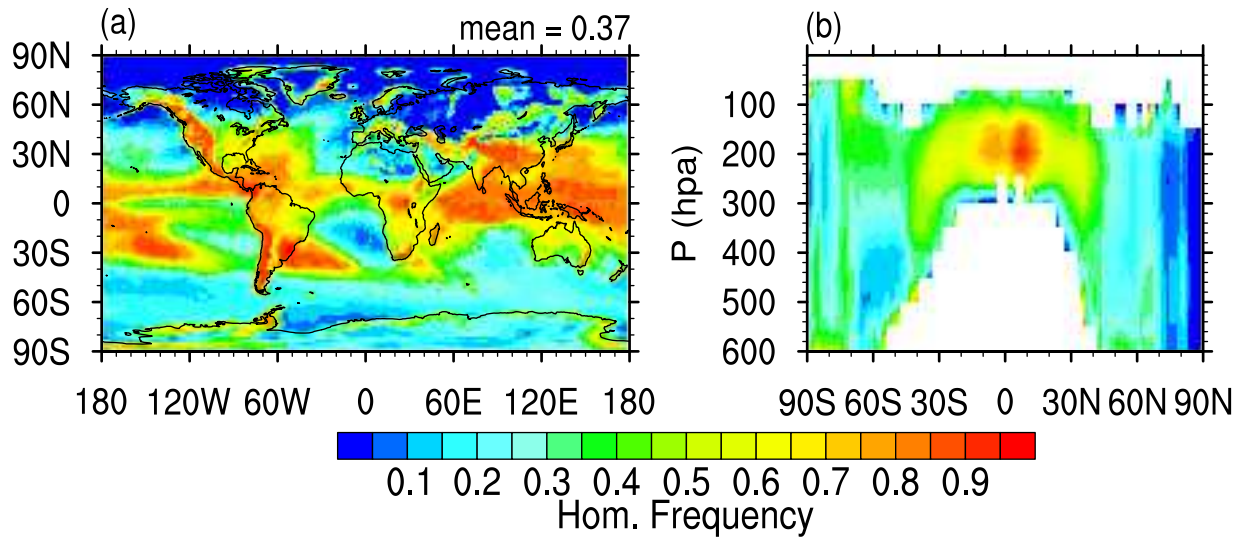 (a) mean = 0.37 (b)
90N
60N
30N
0
30S
60S
90S
180 120W 60W 0 60E 120E 180
P (hpa)
100
200
300
400
500
600
90S 60S 30S 0 30N 60N 90N
0.1 0.2 0.3 0.4 0.5 0.6 0.7 0.8 0.9
Hom. Frequency